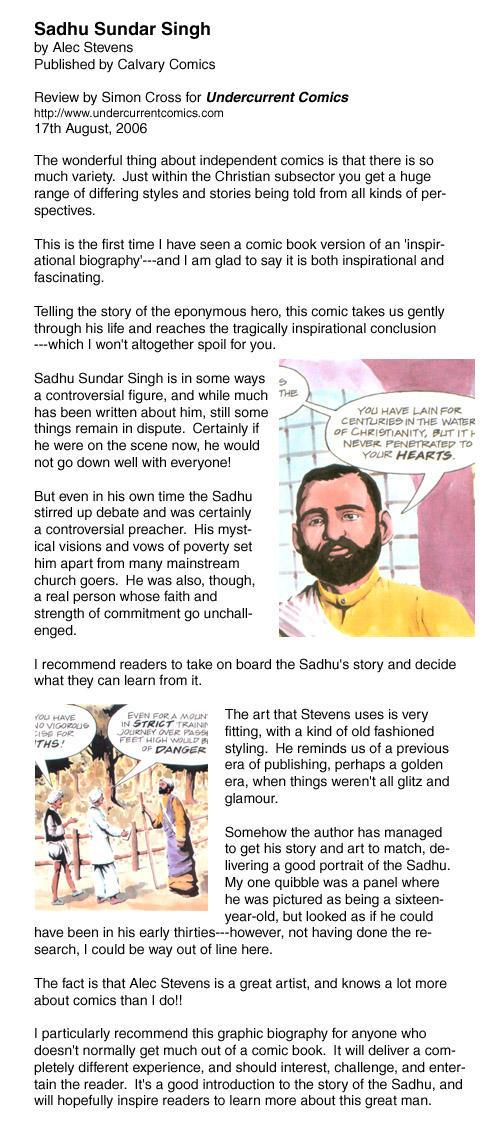 Sadhu Sundar Singh
by Alec Stevens
Published by Calvary Comics
Review by Simon Cross for Undercurrent Comics
http://www.undercurrentcomics.com
17th August, 2006
The wonderful thing about independent comics is that there is so
much variety.  Just within the Christian subsector you get a huge
range of differing styles and stories being told from all kinds of per-
spectives.
This is the first time I have seen a comic book version of an 'inspir-
ational biography'---and I am glad to say it is both inspirational and
fascinating.
Telling the story of the eponymous hero, this comic takes us gently
through his life and reaches the tragically inspirational conclusion
---which I won't altogether spoil for you.
Sadhu Sundar Singh is in some ways
a controversial figure, and while much
has been written about him, still some
things remain in dispute.  Certainly if
he were on the scene now, he would
not go down well with everyone!
But even in his own time the Sadhu
stirred up debate and was certainly
a controversial preacher.  His myst-
ical visions and vows of poverty set
him apart from many mainstream
church goers.  He was also, though,
a real person whose faith and
strength of commitment go unchall-
enged.
S
THE
YOU HAVE LAIN FOR
CENTURIES IN THE WATER
OF CHRISTIANITY, BUT IT H
NEVER PENETRATED TO
YOUR HEARTS.
I recommend readers to take on board the Sadhu's story and decide
what they can learn from it.
YOU HAVE
NO VIGOROUS
CISE FOR
THS!
EVEN FOR A MOUN
IN STRICT TRAININ
JOURNEY OVER PASSE
FEET HIGH WOULD B
OF DANGER
The art that Stevens uses is very
fitting, with a kind of old fashioned
styling.  He reminds us of a previous
era of publishing, perhaps a golden
era, when things weren't all glitz and
glamour.
Somehow the author has managed
to get his story and art to match, de-
livering a good portrait of the Sadhu.
My one quibble was a panel where
he was pictured as being a sixteen-
year-old, but looked as if he could
have been in his early thirties---however, not having done the re-
search, I could be way out of line here.
The fact is that Alec Stevens is a great artist, and knows a lot more
about comics than I do!!
I particularly recommend this graphic biography for anyone who
doesn't normally get much out of a comic book.  It will deliver a com-
pletely different experience, and should interest, challenge, and enter-
tain the reader.  It's a good introduction to the story of the Sadhu, and
will hopefully inspire readers to learn more about this great man.